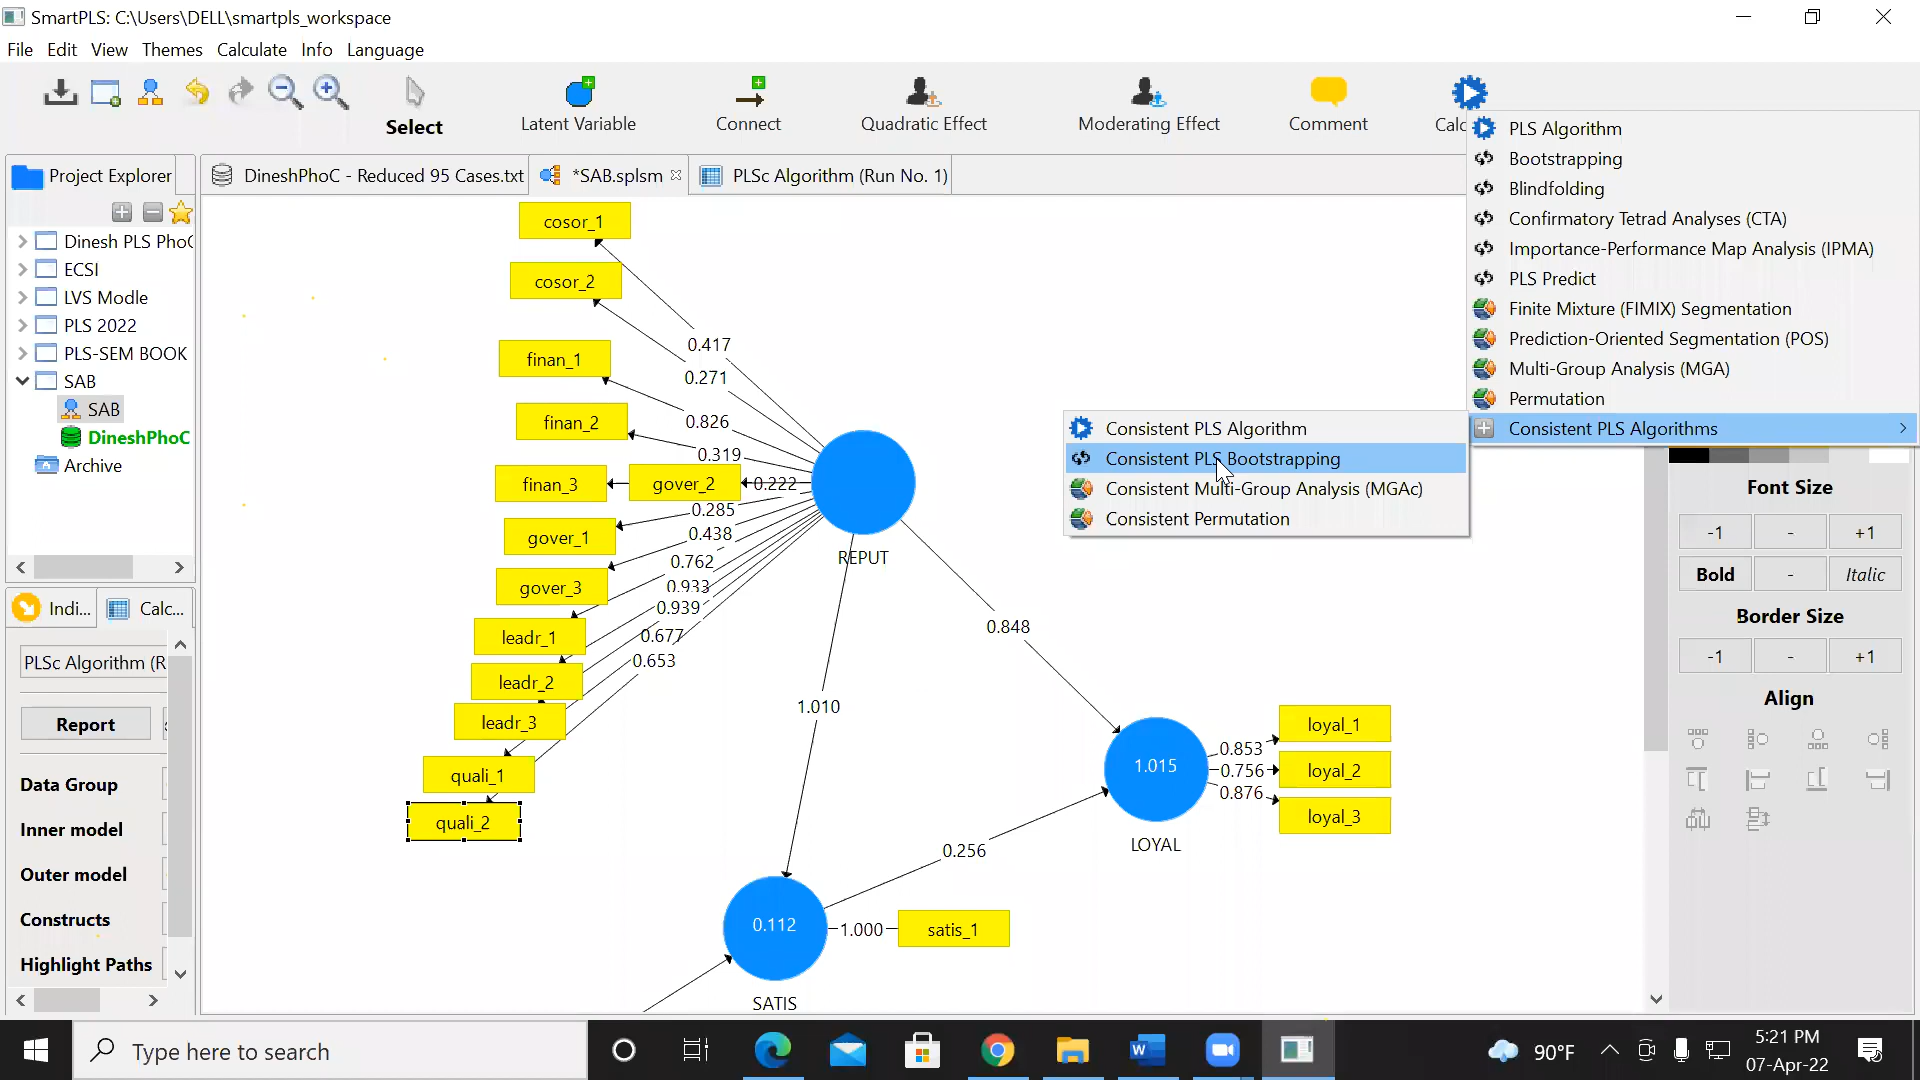 SmartPLS: C:\Users\DELL\smartpls_workspace
File Edit View Themes Calculate Info Language
Select
Latent Variable
Connect
Quadratic Effect
Moderating Effect
Comment
Calc
Project Explorer
DineshPhoC - Reduced 95 Cases.txt
*SAB.splsm
PLSc Algorithm (Run No. 1)
Dinesh PLS PhoC
ECSI
LVS Modle
PLS 2022
PLS-SEM BOOK
SAB
SAB
DineshPhoC
Archive
Indi...
Calc...
PLSc Algorithm (R
Report
Data Group
Inner model
Outer model
Constructs
Highlight Paths
cosor_1
cosor_2
finan_1
finan_2
finan_3
gover_2
gover_1
gover_3
leadr_1
leadr_2
leadr_3
quali_1
quali_2
0.417
0.271
0.826
0.319
0.222
0.285
0.438
0.762
0.933
0.939
0.677
0.653
REPUT
0.848
1.010
0.256
1.015
LOYAL
0.853
0.756
0.876
loyal_1
loyal_2
loyal_3
0.112
SATIS
1.000
satis_1
PLS Algorithm
Bootstrapping
Blindfolding
Confirmatory Tetrad Analyses (CTA)
Importance-Performance Map Analysis (IPMA)
PLS Predict
Finite Mixture (FIMIX) Segmentation
Prediction-Oriented Segmentation (POS)
Multi-Group Analysis (MGA)
Permutation
Consistent PLS Algorithms
Consistent PLS Algorithm
Consistent PLS Bootstrapping
Consistent Multi-Group Analysis (MGAc)
Consistent Permutation
Font Size
-1 - +1
Bold - Italic
Border Size
-1 - +1
Align
Type here to search
90°F
5:21 PM
07-Apr-22